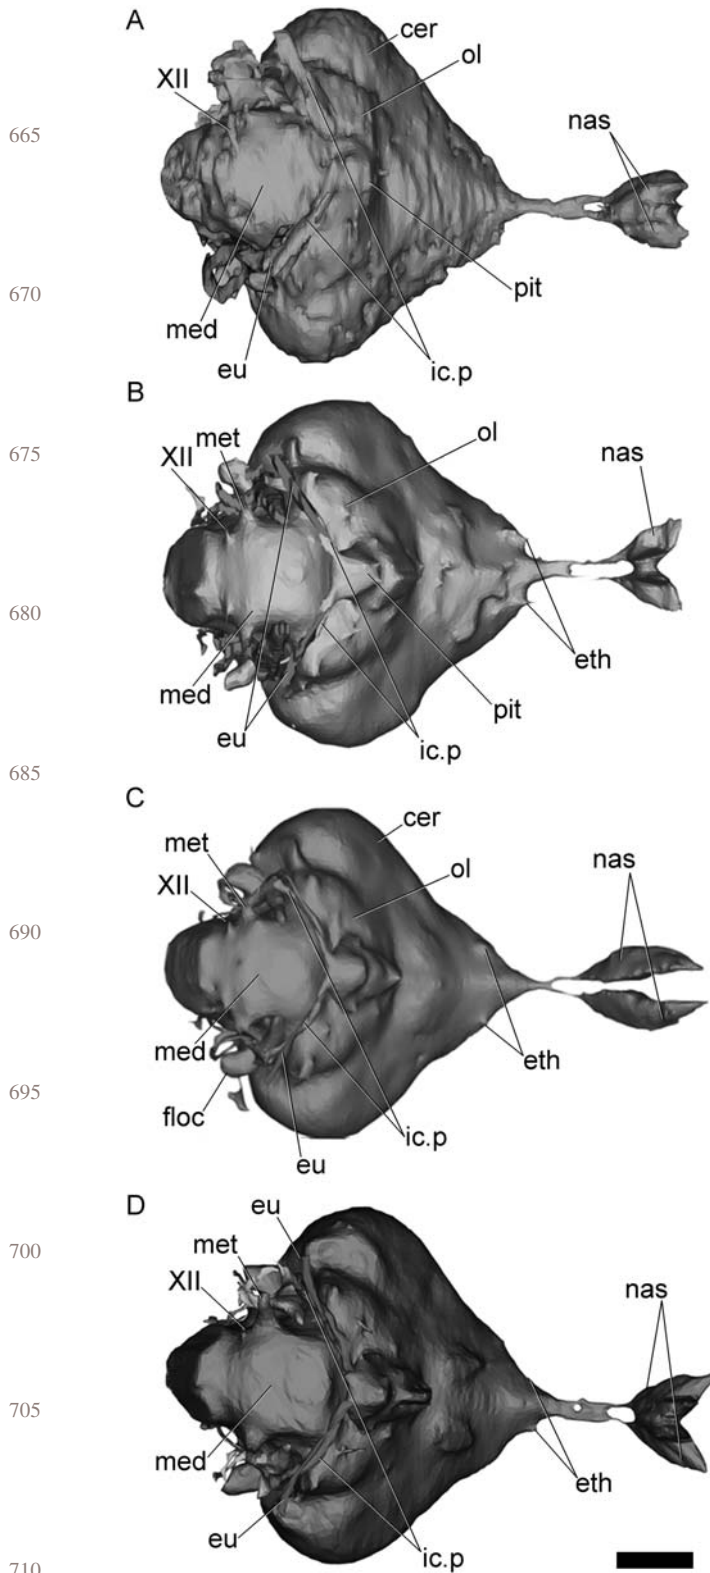 A
cer
ol
XII
665
nas
670
pit
med
eu
ic.p
B
675
met
XII
ol
nas
680
eth
med
pit
eu
ic.p
685
C
cer
met
ol
nas
XII
690
med
eth
695
floc
ic.p
eu
D
eu
700
met
XII
nas
705
med
eth
eu
ic.p
710